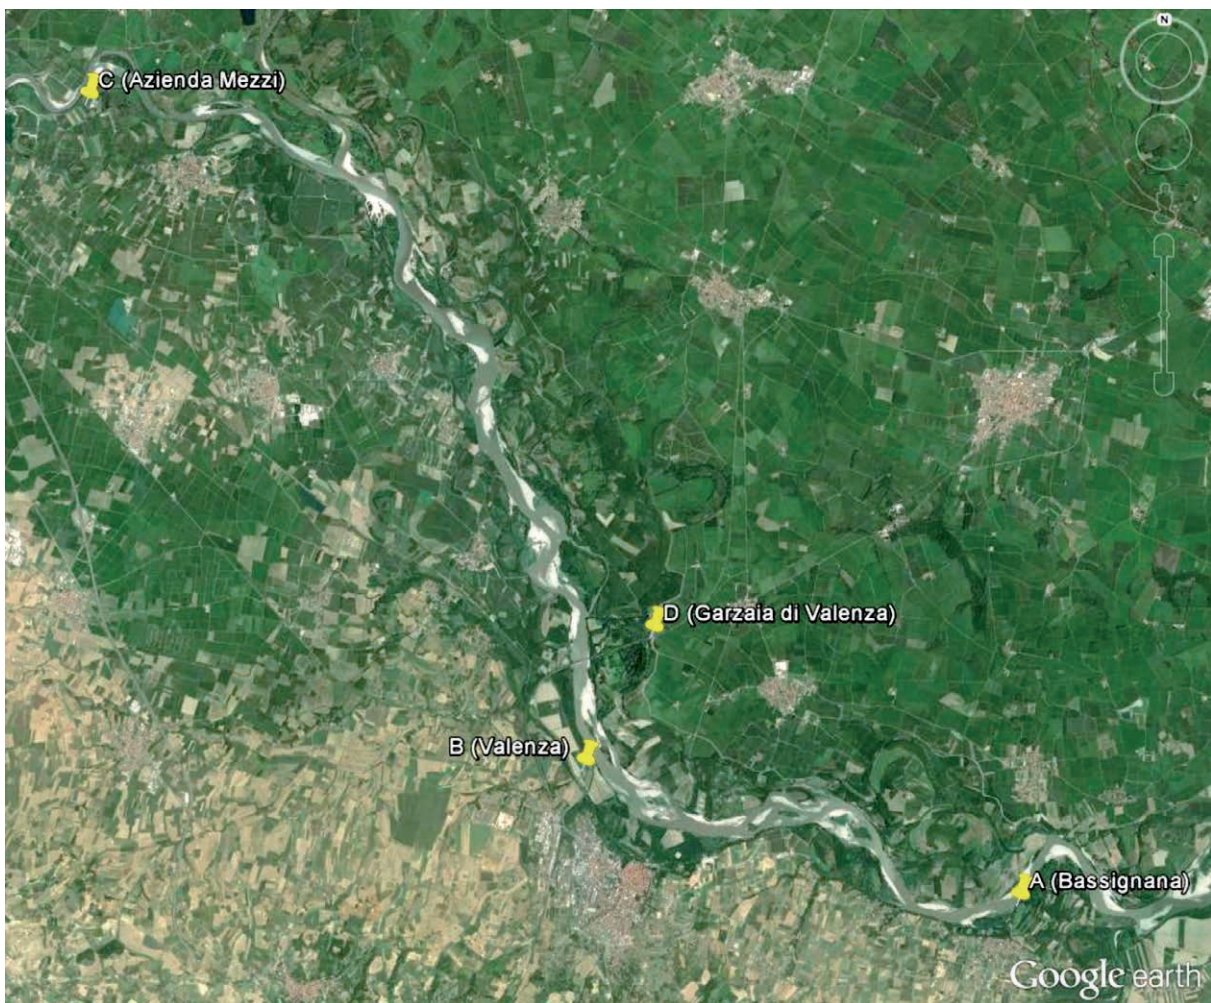 N
C (Azienda Mezzi)
D (Garzaia di Valenza)
B (Valenza)
A (Bassignana)
Google earth